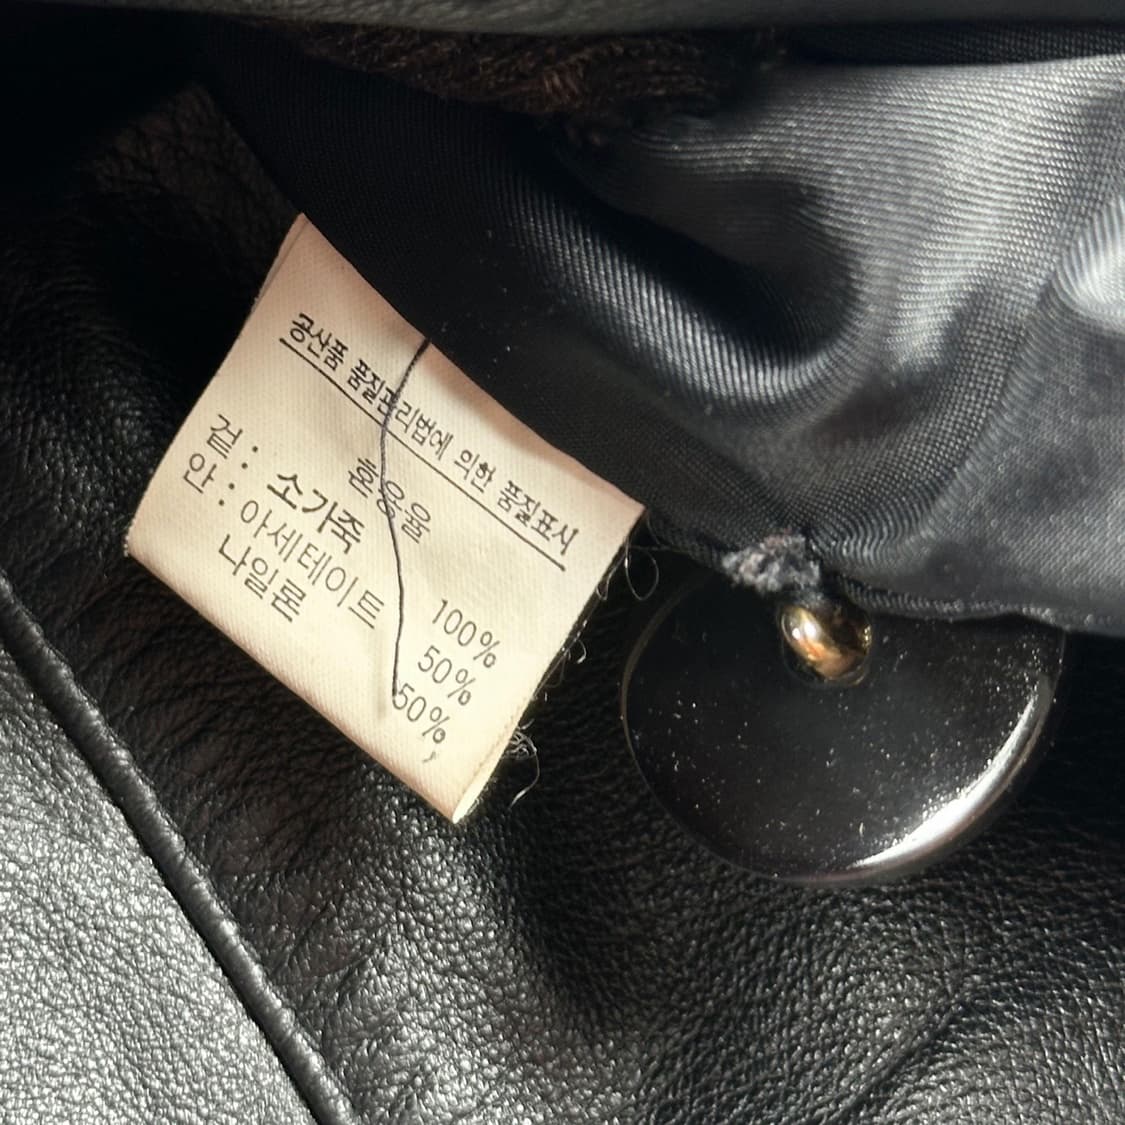 공산품 품질관리법에 의한 품질표시
혼용율
겉 : 소가죽 100%
안 : 아세테이트 50%
나일론 50%